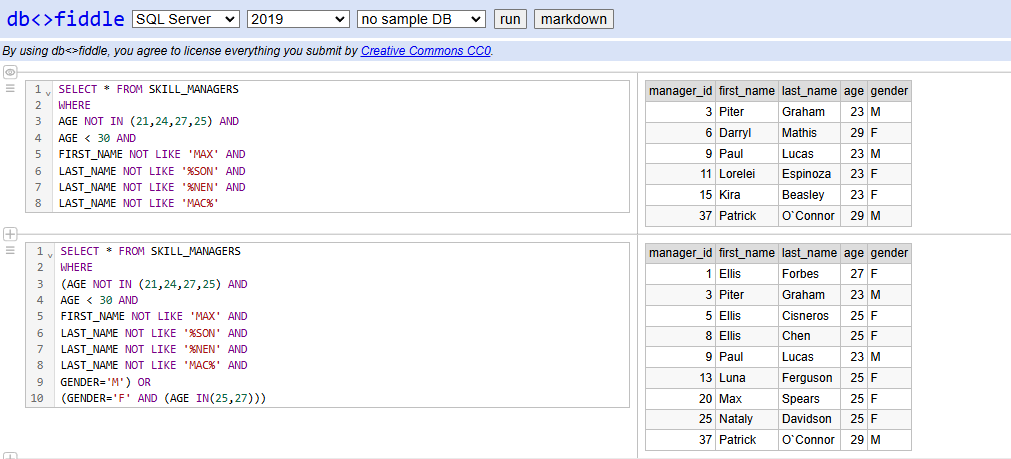 db<>fiddle SQL Server 2019 no sample DB run markdown
By using db<>fiddle, you agree to license everything you submit by Creative Commons CC0.
1 SELECT * FROM SKILL_MANAGERS
2 WHERE
3 AGE NOT IN (21,24,27,25) AND
4 AGE < 30 AND
5 FIRST_NAME NOT LIKE 'MAX' AND
6 LAST_NAME NOT LIKE '%SON' AND
7 LAST_NAME NOT LIKE '%NEN' AND
8 LAST_NAME NOT LIKE 'MAC%'
manager_id first_name last_name age gender
3 Piter Graham 23 M
6 Darryl Mathis 29 F
9 Paul Lucas 23 M
11 Lorelei Espinoza 23 F
15 Kira Beasley 23 F
37 Patrick O`Connor 29 M
1 SELECT * FROM SKILL_MANAGERS
2 WHERE
3 (AGE NOT IN (21,24,27,25) AND
4 AGE < 30 AND
5 FIRST_NAME NOT LIKE 'MAX' AND
6 LAST_NAME NOT LIKE '%SON' AND
7 LAST_NAME NOT LIKE '%NEN' AND
8 LAST_NAME NOT LIKE 'MAC%' AND
9 GENDER='M') OR
10 (GENDER='F' AND (AGE IN(25,27)))
manager_id first_name last_name age gender
1 Ellis Forbes 27 F
3 Piter Graham 23 M
5 Ellis Cisneros 25 F
8 Ellis Chen 25 F
9 Paul Lucas 23 M
13 Luna Ferguson 25 F
20 Max Spears 25 F
25 Nataly Davidson 25 F
37 Patrick O`Connor 29 M